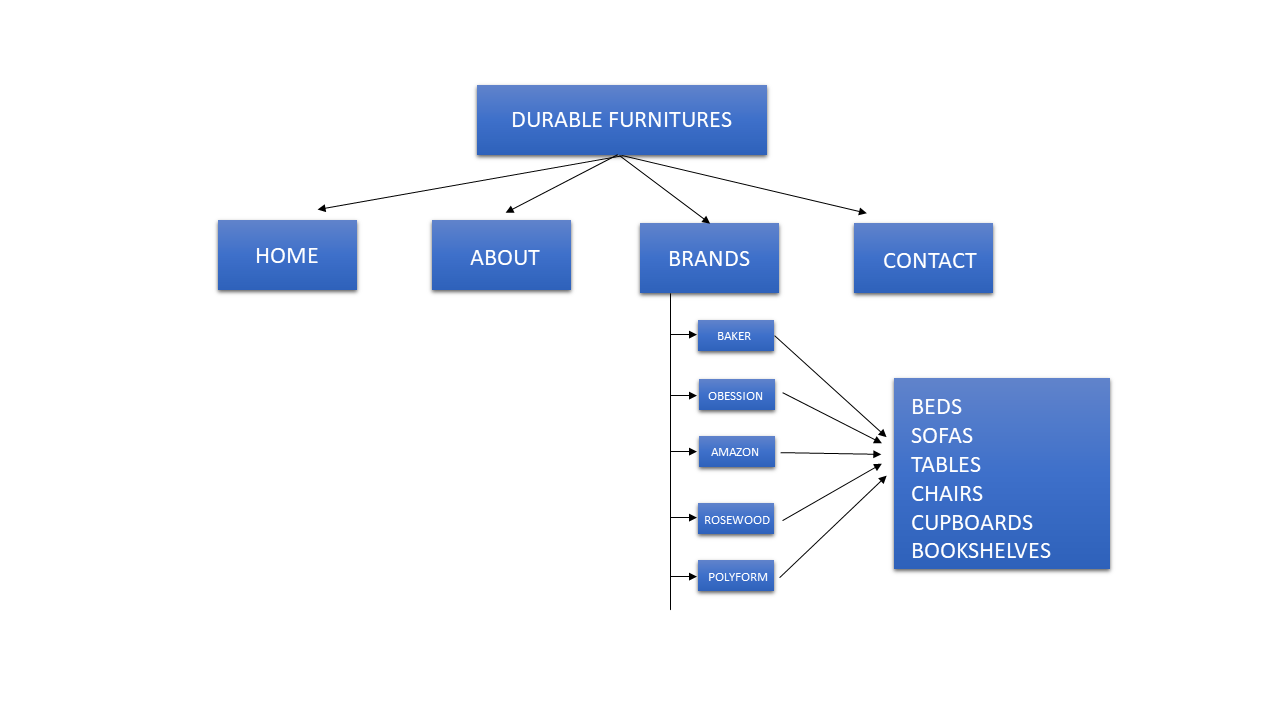 DURABLE FURNITURES
HOME
ABOUT
BRANDS
CONTACT
BAKER
OBESSION
AMAZON
ROSEWOOD
POLYFORM
BEDS
SOFAS
TABLES
CHAIRS
CUPBOARDS
BOOKSHELVES